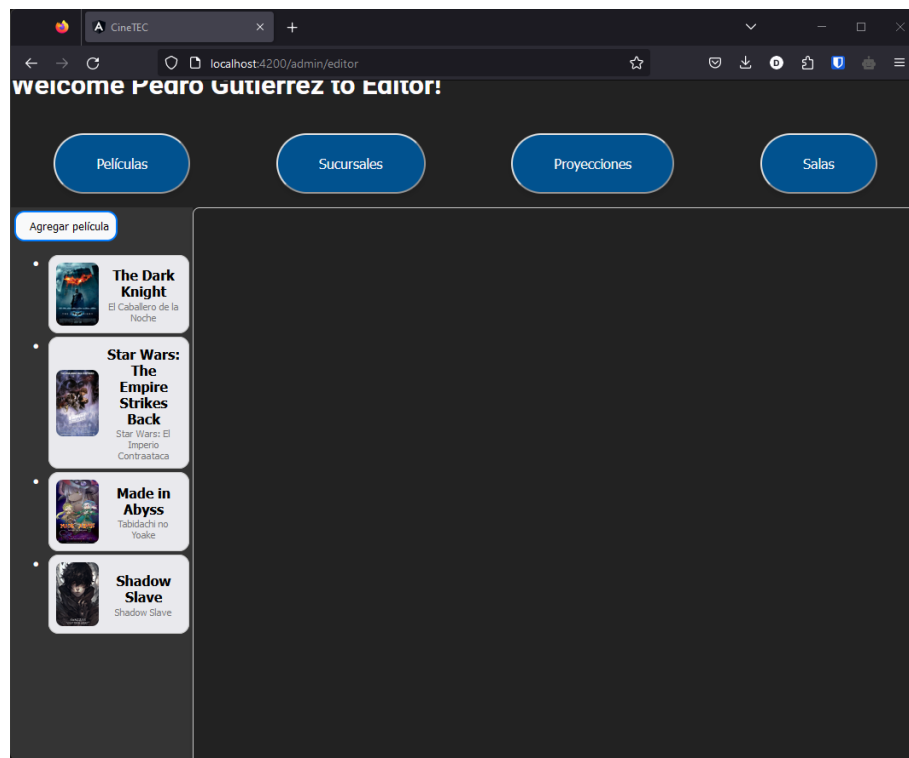 CineTEC
localhost:4200/admin/editor
Welcome Pedro Gutierrez to Editor!
Películas
Sucursales
Proyecciones
Salas
Agregar película
The Dark
Knight
El Caballero de la
Noche
Star Wars:
The
Empire
Strikes
Back
Star Wars: El
Imperio
Contraataca
Made in
Abyss
Tabidachi no
Yoake
Shadow
Slave
Shadow Slave